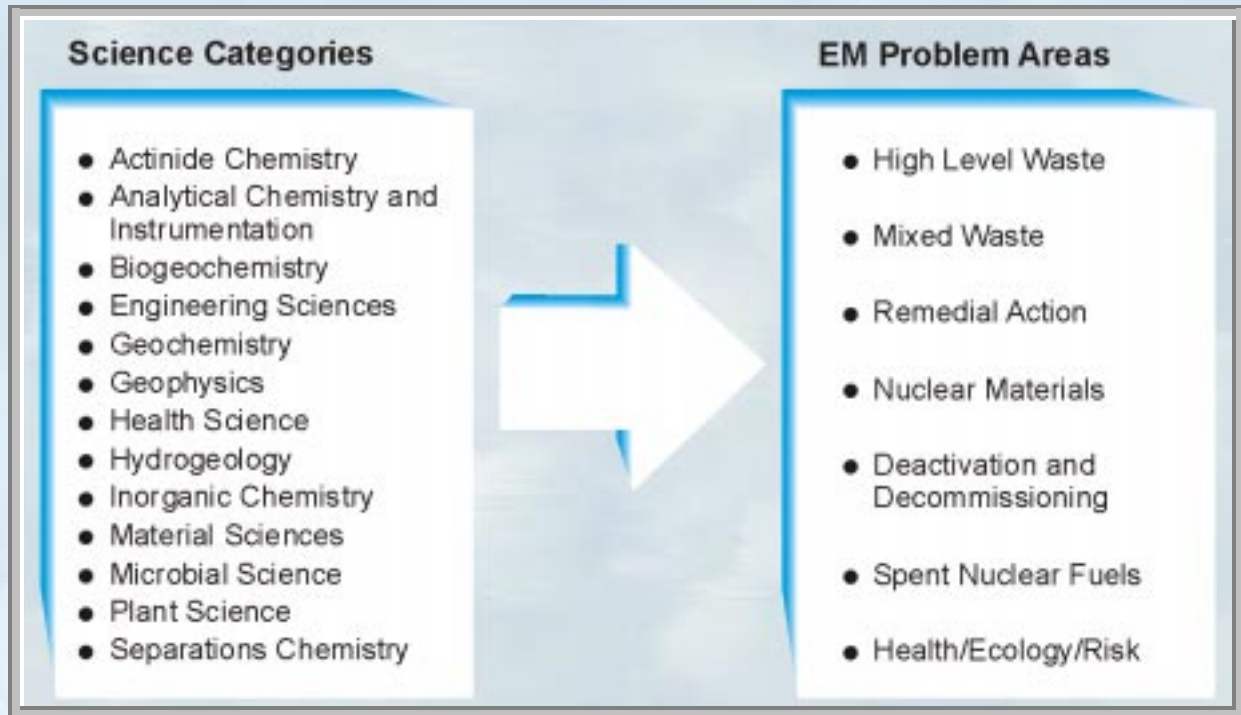 Science Categories
● Actinide Chemistry
● Analytical Chemistry and
Instrumentation
● Biogeochemistry
● Engineering Sciences
● Geochemistry
● Geophysics
● Health Science
● Hydrogeology
● Inorganic Chemistry
● Material Sciences
● Microbial Science
● Plant Science
● Separations Chemistry
EM Problem Areas
● High Level Waste
● Mixed Waste
● Remedial Action
● Nuclear Materials
● Deactivation and
Decommissioning
● Spent Nuclear Fuels
● Health/Ecology/Risk